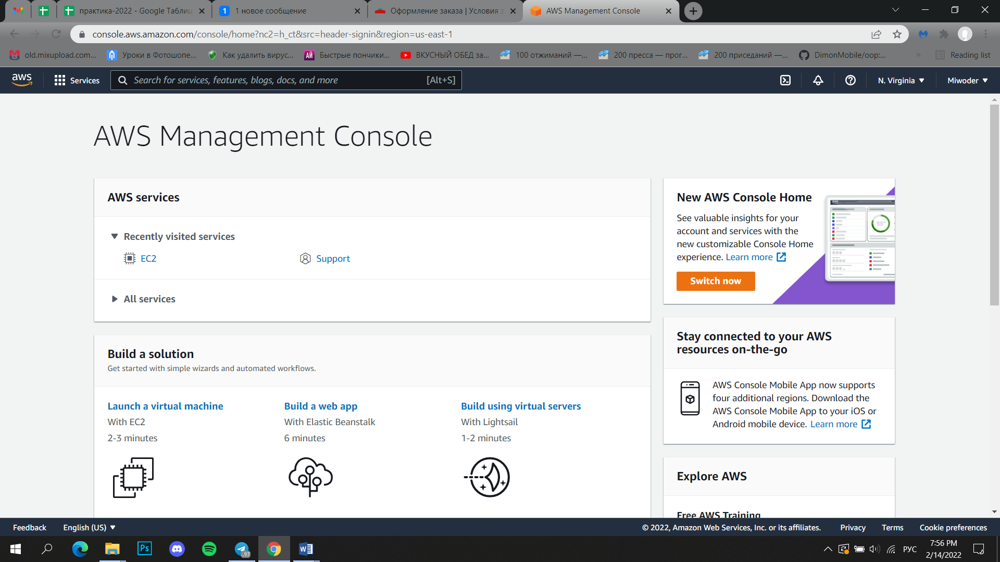 практика-2022 - Google Таблиц
1
1 новое сообщение
Оформление заказа | Условия з
AWS Management Console
console.aws.amazon.com/console/home?nc2=h_ct&src=header-signin&region=us-east-1
old.mixupload.com...
Уроки в Фотошопе...
Как удалить вирус...
АЙ
Быстрые пончики...
ВКУСНЫЙ ОБЕД за...
100 отжиманий —...
200 пресса — прог...
200 приседаний —...
DimonMobile/oop:...
»
Reading list
aws
Services
Search for services, features, blogs, docs, and more
[Alt+S]
N. Virginia
Miwoder
AWS Management Console
AWS services
Recently visited services
EC2
Support
All services
Build a solution
Get started with simple wizards and automated workflows.
Launch a virtual machine
With EC2
2-3 minutes
Build a web app
With Elastic Beanstalk
6 minutes
Build using virtual servers
With Lightsail
1-2 minutes
New AWS Console Home
See valuable insights for your
account and services with the
new customizable Console Home
experience. Learn more
Switch now
aws
Stay connected to your AWS
resources on-the-go
AWS Console Mobile App now supports
four additional regions. Download the
AWS Console Mobile App to your iOS or
Android mobile device. Learn more
Explore AWS
Free AWS Training
Feedback
English (US)
© 2022, Amazon Web Services, Inc. or its affiliates.
Privacy
Terms
Cookie preferences
Ps
..97
W
РУС
7:56 PM
2/14/2022